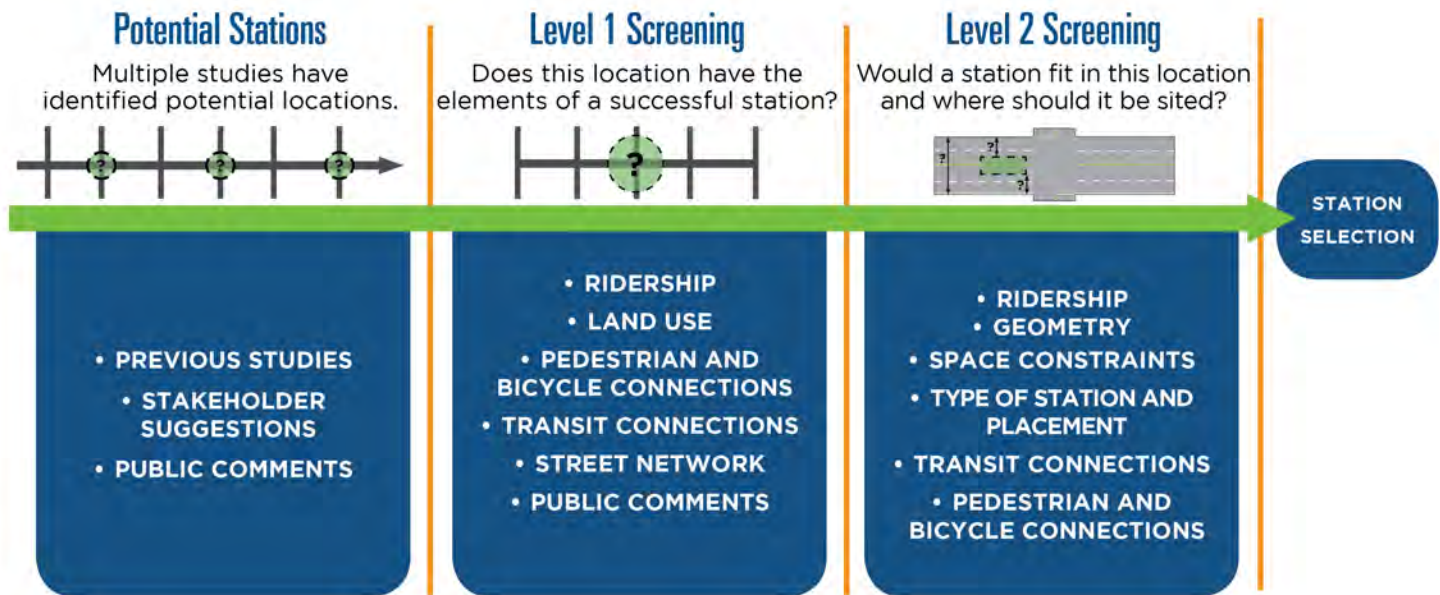 Potential Stations
Multiple studies have
identified potential locations.
?
?
?
• PREVIOUS STUDIES
• STAKEHOLDER
SUGGESTIONS
• PUBLIC COMMENTS
Level 1 Screening
Does this location have the
elements of a successful station?
?
• RIDERSHIP
• LAND USE
• PEDESTRIAN AND
BICYCLE CONNECTIONS
• TRANSIT CONNECTIONS
• STREET NETWORK
• PUBLIC COMMENTS
Level 2 Screening
Would a station fit in this location
and where should it be sited?
?
?
?
• RIDERSHIP
• GEOMETRY
• SPACE CONSTRAINTS
• TYPE OF STATION AND
PLACEMENT
• TRANSIT CONNECTIONS
• PEDESTRIAN AND
BICYCLE CONNECTIONS
STATION
SELECTION